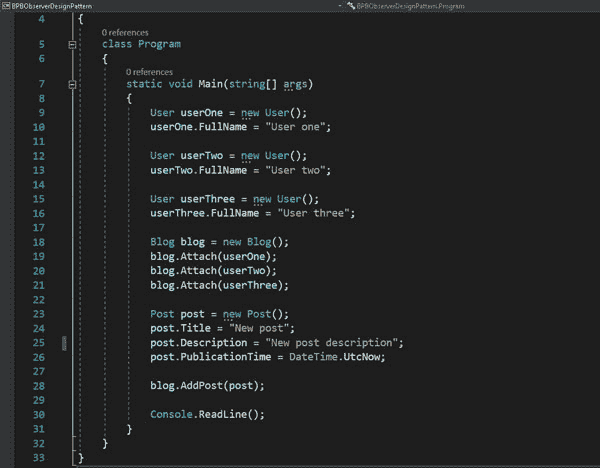 BPBObserverDesignPattern BPBObserverDesignPattern.Program
4 {
0 references
5 class Program
6 {
0 references
7 static void Main(string[] args)
8 {
9 User userOne = new User();
10 userOne.FullName = "User one";
11
12 User userTwo = new User();
13 userTwo.FullName = "User two";
14
15 User userThree = new User();
16 userThree.FullName = "User three";
17
18 Blog blog = new Blog();
19 blog.Attach(userOne);
20 blog.Attach(userTwo);
21 blog.Attach(userThree);
22
23 Post post = new Post();
24 post.Title = "New post";
25 post.Description = "New post description";
26 post.PublicationTime = DateTime.UtcNow;
27
28 blog.AddPost(post);
29
30 Console.ReadLine();
31 }
32 }
33 }